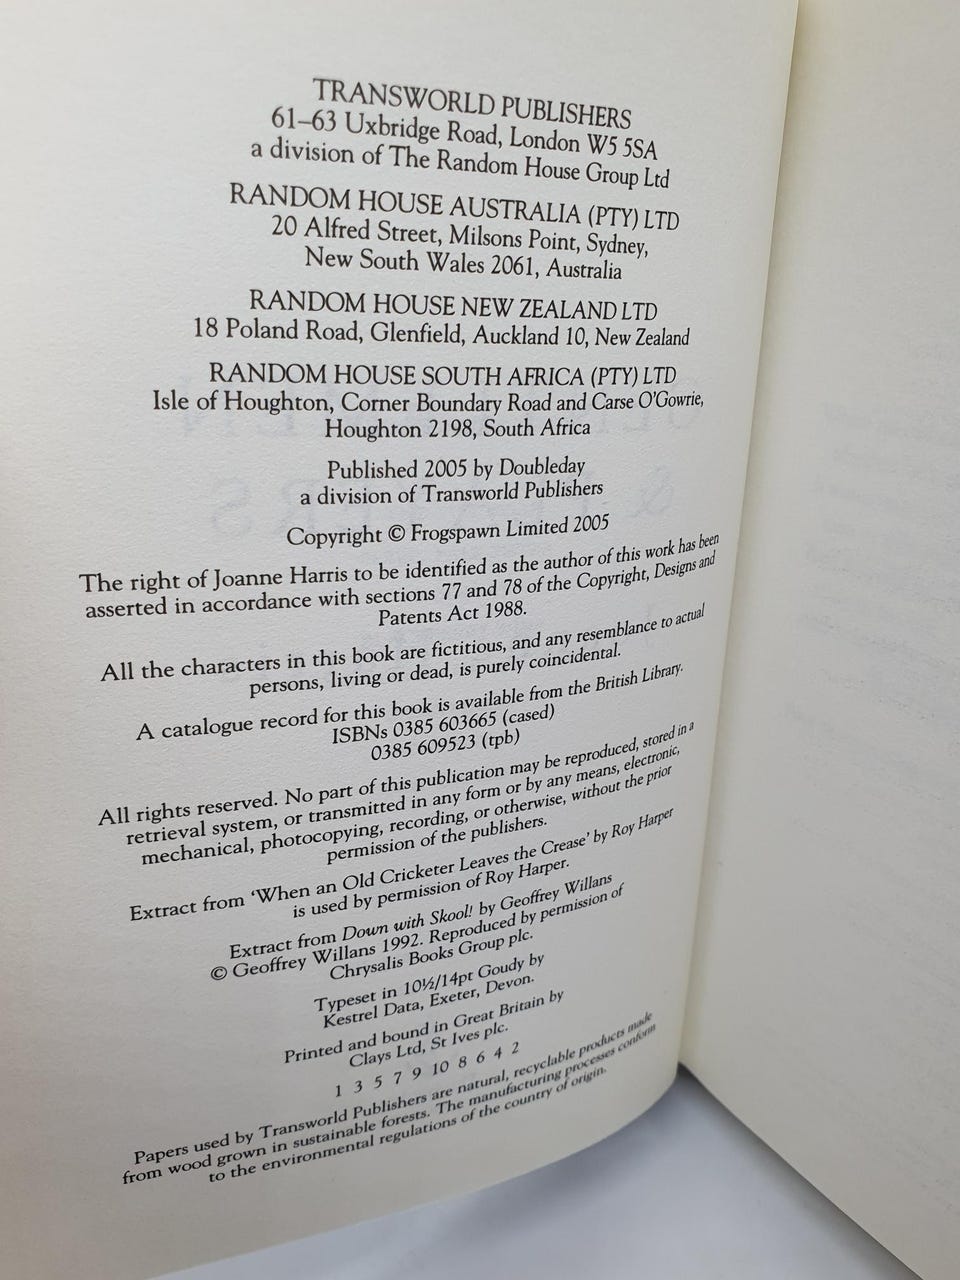 TRANSWORLD PUBLISHERS
61–63 Uxbridge Road, London W5 5SA
a division of The Random House Group Ltd
RANDOM HOUSE AUSTRALIA (PTY) LTD
20 Alfred Street, Milsons Point, Sydney,
New South Wales 2061, Australia
RANDOM HOUSE NEW ZEALAND LTD
18 Poland Road, Glenfield, Auckland 10, New Zealand
RANDOM HOUSE SOUTH AFRICA (PTY) LTD
Isle of Houghton, Corner Boundary Road and Carse O'Gowrie,
Houghton 2198, South Africa
Published 2005 by Doubleday
a division of Transworld Publishers
Copyright © Frogspawn Limited 2005
The right of Joanne Harris to be identified as the author of this work has been
asserted in accordance with sections 77 and 78 of the Copyright, Designs and
Patents Act 1988.
All the characters in this book are fictitious, and any resemblance to actual
persons, living or dead, is purely coincidental.
A catalogue record for this book is available from the British Library.
ISBNs 0385 603665 (cased)
0385 609523 (tpb)
All rights reserved. No part of this publication may be reproduced, stored in a
retrieval system, or transmitted in any form or by any means, electronic,
mechanical, photocopying, recording, or otherwise, without the prior
permission of the publishers.
Extract from 'When an Old Cricketer Leaves the Crease' by Roy Harper
is used by permission of Roy Harper.
Extract from Down with Skool! by Geoffrey Willans
© Geoffrey Willans 1992. Reproduced by permission of
Chrysalis Books Group plc.
Typeset in 10½/14pt Goudy by
Kestrel Data, Exeter, Devon.
Printed and bound in Great Britain by
Clays Ltd, St Ives plc.
1 3 5 7 9 10 8 6 4 2
Papers used by Transworld Publishers are natural, recyclable products made
from wood grown in sustainable forests. The manufacturing processes conform
to the environmental regulations of the country of origin.